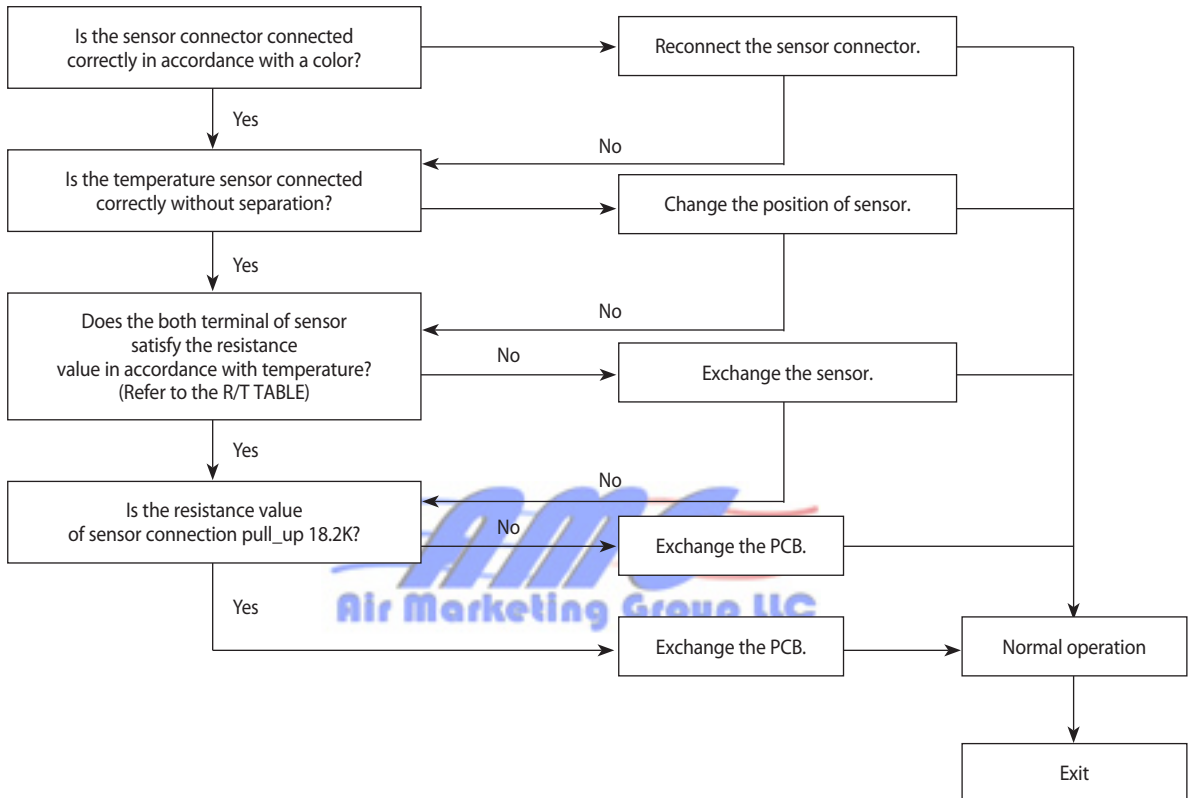 Is the sensor connector connected
correctly in accordance with a color?
Reconnect the sensor connector.
Yes
No
Is the temperature sensor connected
correctly without separation?
Change the position of sensor.
Yes
No
Does the both terminal of sensor
satisfy the resistance
value in accordance with temperature?
(Refer to the R/T TABLE)
No
Exchange the sensor.
Yes
No
Is the resistance value
of sensor connection pull_up 18.2K?
No
Exchange the PCB.
AMG
Air Marketing Group LLC
Yes
Exchange the PCB.
Normal operation
Exit